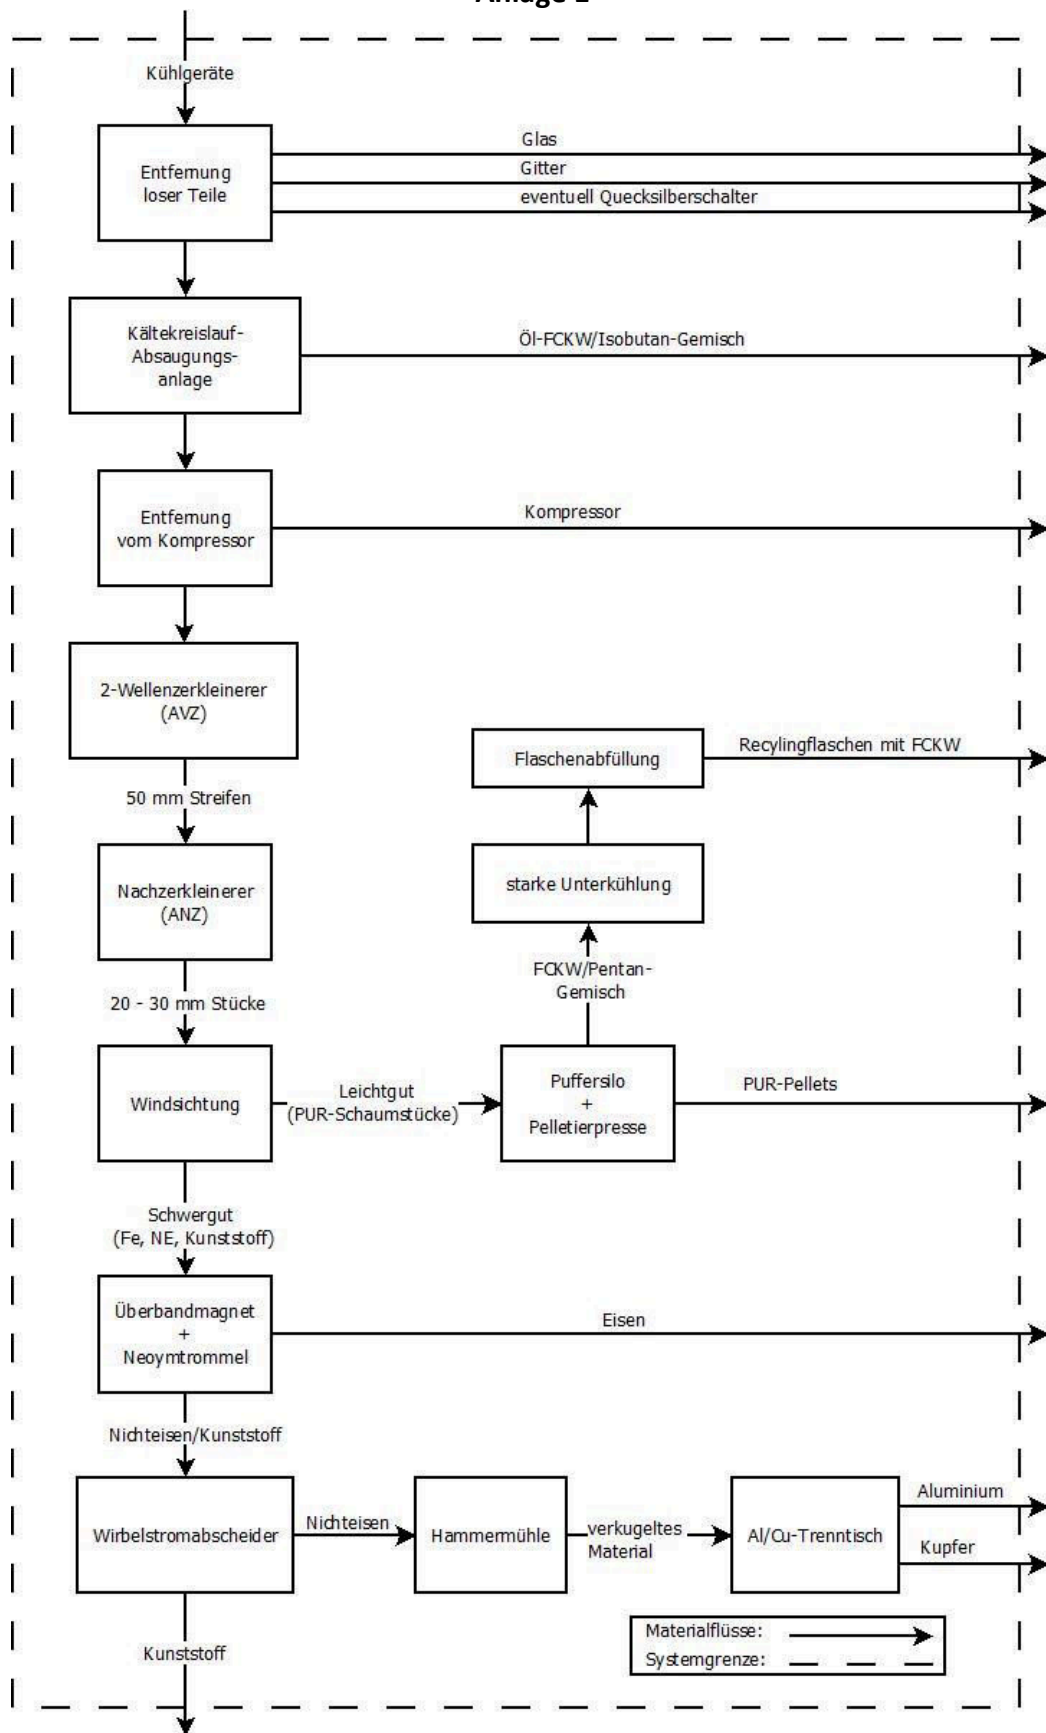 Anlage 1
Kühlgeräte
Entfernung
loser Teile
Glas
Gitter
eventuell Quecksilberschalter
Kältekreislauf-
Absaugungs-
anlage
Öl-FCKW/Isobutan-Gemisch
Entfernung
vom Kompressor
Kompressor
2-Wellenzerkleinerer
(AVZ)
50 mm Streifen
Nachzerkleinerer
(ANZ)
20 - 30 mm Stücke
Flaschenabfüllung
Recylingflaschen mit FCKW
starke Unterkühlung
FCKW/Pentan-
Gemisch
Windsichtung
Leichtgut
(PUR-Schaumstücke)
Puffersilo
+
Pelletierpresse
PUR-Pellets
Schwergut
(Fe, NE, Kunststoff)
Überbandmagnet
+
Neoymtrommel
Eisen
Nichteisen/Kunststoff
Wirbelstromabscheider
Nichteisen
Hammermühle
verkugeltes
Material
Al/Cu-Trenntisch
Aluminium
Kupfer
Kunststoff
Materialflüsse:
Systemgrenze: